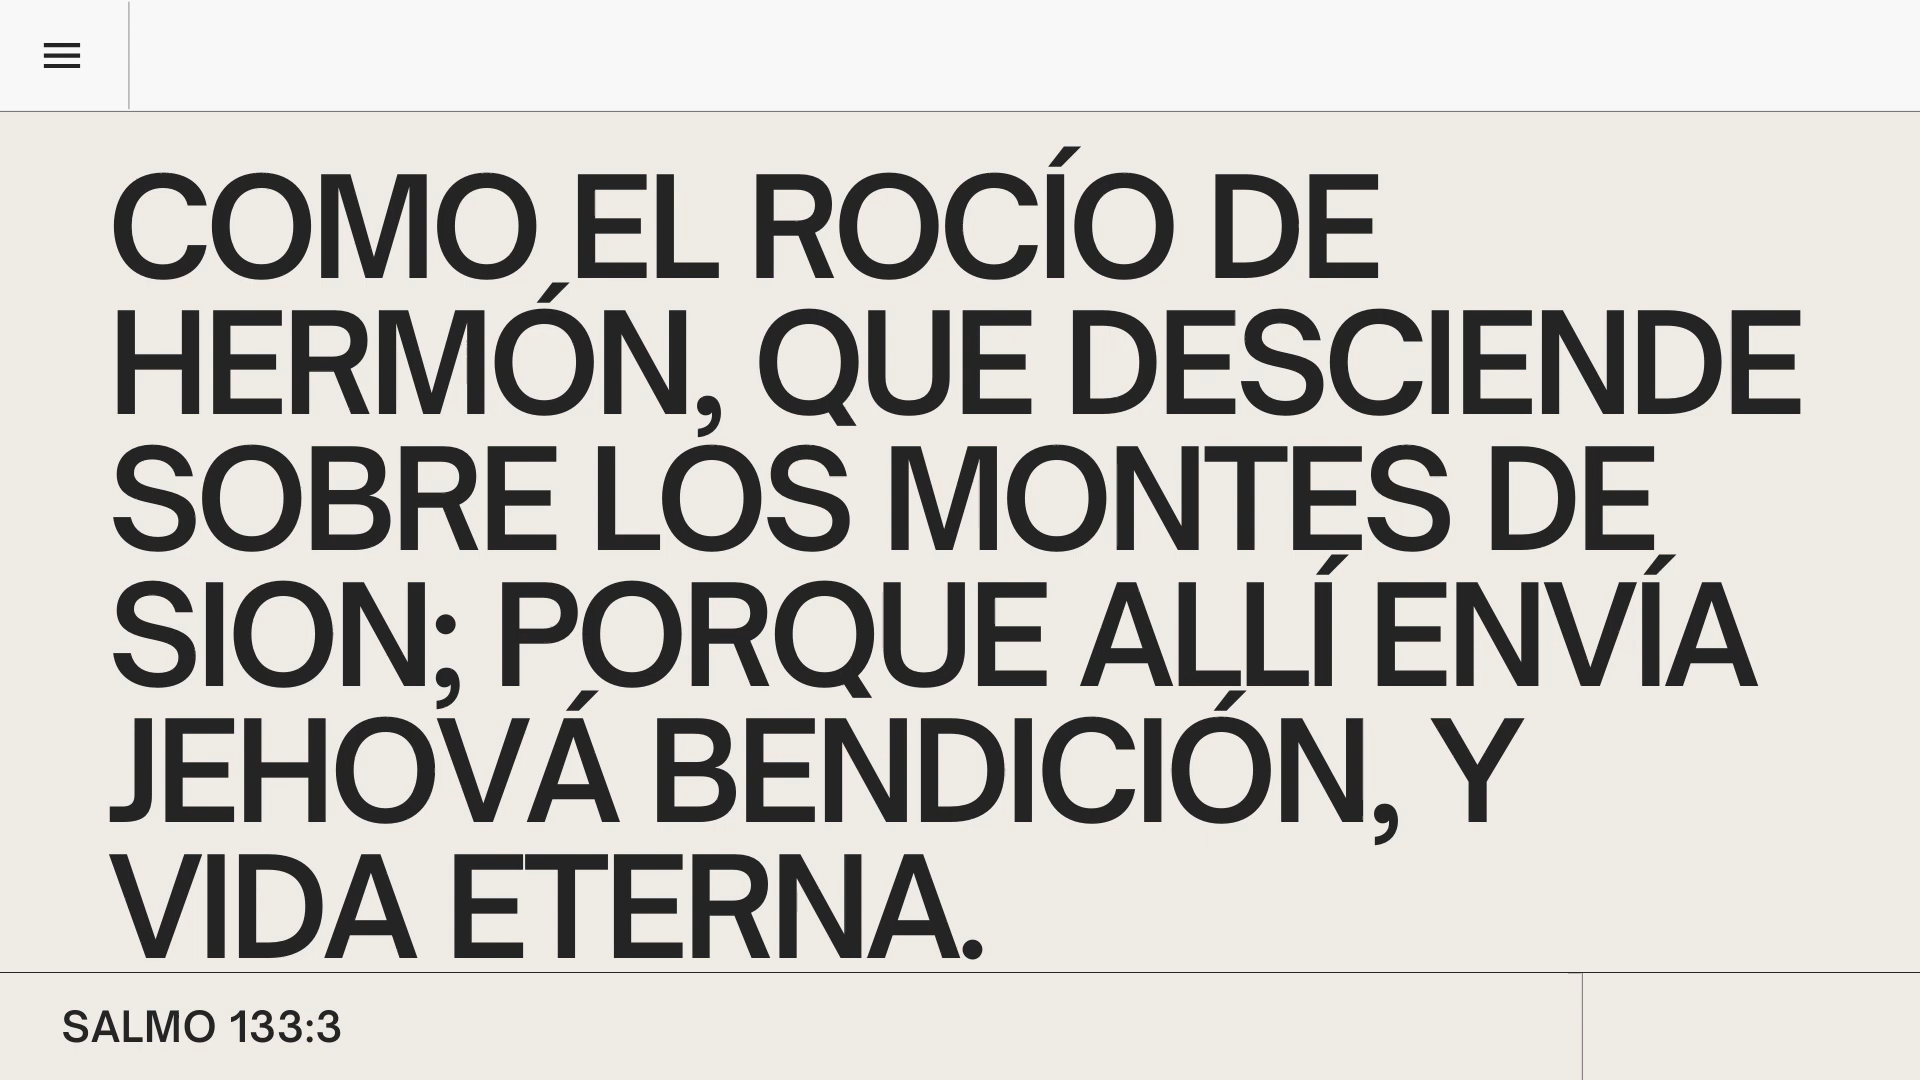 COMO EL ROCÍO DE
HERMÓN, QUE DESCIENDE
SOBRE LOS MONTES DE
SION; PORQUE ALLÍ ENVÍA
JEHOVÁ BENDICIÓN, Y
VIDA ETERNA.
SALMO 133:3